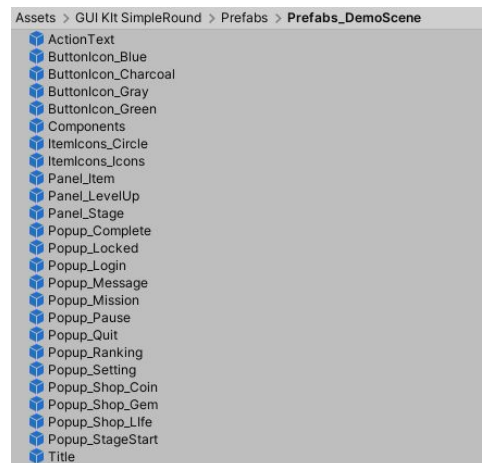 Assets > GUI KIt SimpleRound > Prefabs > Prefabs_DemoScene
ActionText
ButtonIcon_Blue
ButtonIcon_Charcoal
ButtonIcon_Gray
ButtonIcon_Green
Components
ItemIcons_Circle
ItemIcons_Icons
Panel_Item
Panel_LevelUp
Panel_Stage
Popup_Complete
Popup_Locked
Popup_Login
Popup_Message
Popup_Mission
Popup_Pause
Popup_Quit
Popup_Ranking
Popup_Setting
Popup_Shop_Coin
Popup_Shop_Gem
Popup_Shop_LIfe
Popup_StageStart
Title